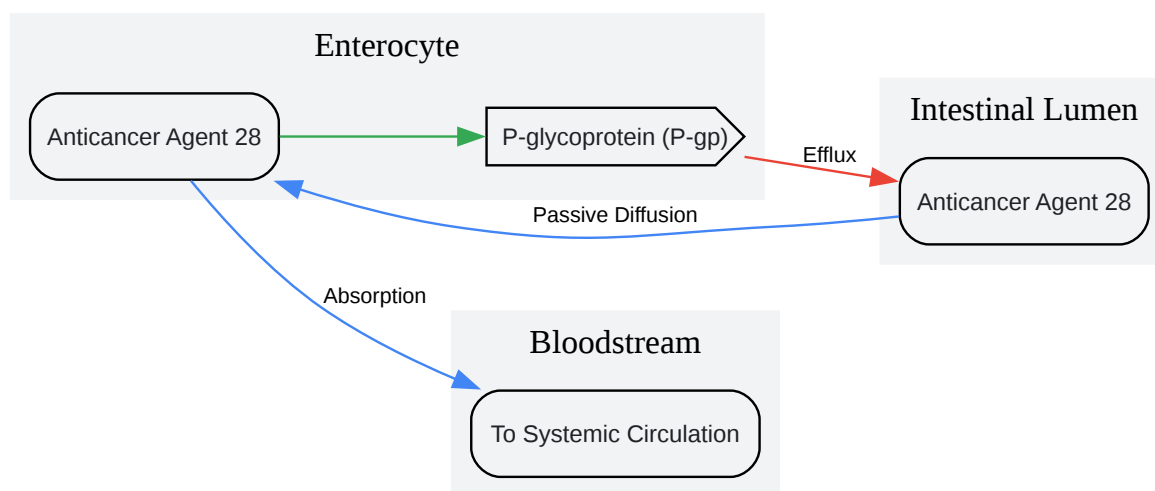 Enterocyte
Anticancer Agent 28
P-glycoprotein (P-gp)
Efflux
Intestinal Lumen
Anticancer Agent 28
Passive Diffusion
Absorption
Bloodstream
To Systemic Circulation